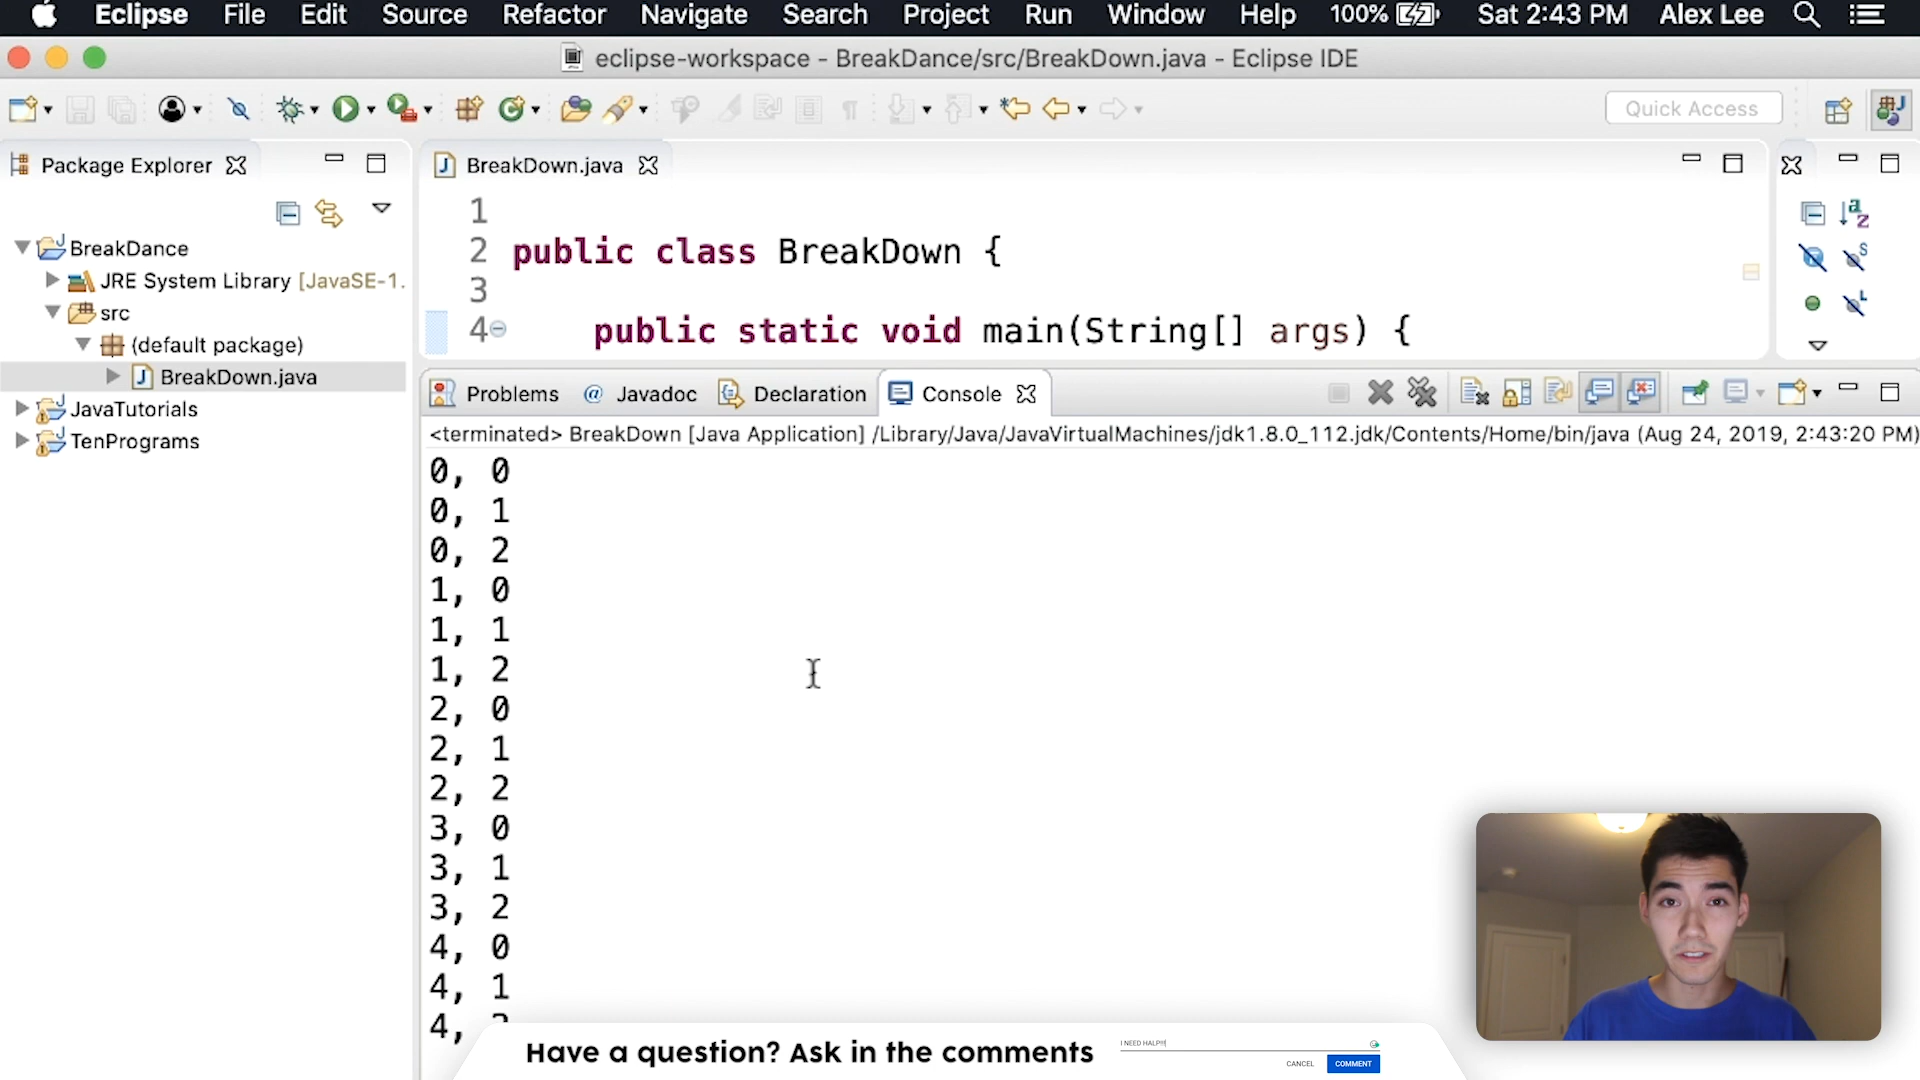 Eclipse File Edit Source Refactor Navigate Search Project Run Window Help 100% Sat 2:43 PM Alex Lee
eclipse-workspace - BreakDance/src/BreakDown.java - Eclipse IDE
Quick Access
Package Explorer
BreakDance
JRE System Library [JavaSE-1.
src
(default package)
BreakDown.java
JavaTutorials
TenPrograms
BreakDown.java
1
2 public class BreakDown {
3
4 public static void main(String[] args) {
Problems @ Javadoc Declaration Console
<terminated> BreakDown [Java Application] /Library/Java/JavaVirtualMachines/jdk1.8.0_112.jdk/Contents/Home/bin/java (Aug 24, 2019, 2:43:20 PM)
0, 0
0, 1
0, 2
1, 0
1, 1
1, 2
2, 0
2, 1
2, 2
3, 0
3, 1
3, 2
4, 0
4, 1
4,
Have a question? Ask in the comments
I NEED HALP!!!
CANCEL COMMENT